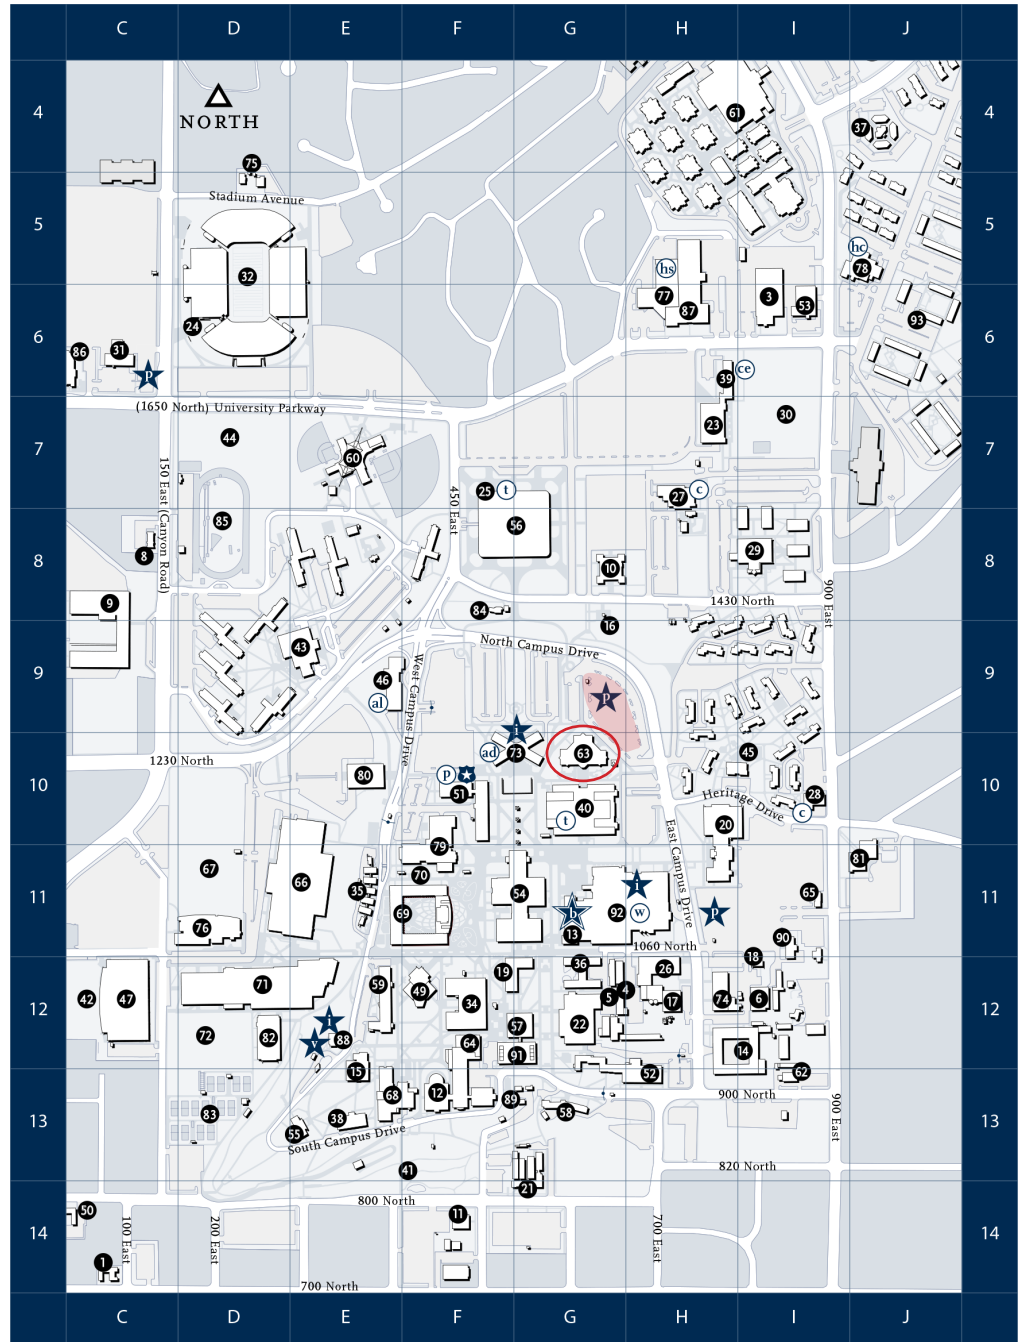 C D E F G H I J
4
NORTH
61
37
75
Stadium Avenue
5
32
hs
hc
78
77
87
3
53
93
24
6
86
31
p
39
ce
(1650 North) University Parkway
30
23
7
44
60
150 East (Canyon Road)
450 East
25
t
27
c
85
56
8
8
29
10
900 East
1430 North
9
84
16
North Campus Drive
43
9
46
al
West Campus Drive
p
i
ad
73
63
45
1230 North
80
p
51
10
28
Heritage Drive
c
40
t
20
East Campus Drive
79
81
67
66
70
11
35
54
i
65
69
b
92
w
p
76
13
1060 North
90
18
36
26
19
71
59
42
47
49
34
5
4
17
74
6
12
i
v
88
72
82
57
22
64
91
14
15
52
62
900 North
68
12
89
58
83
38
55
South Campus Drive
13
900 East
41
820 North
21
800 North
50
11
100 East
200 East
700 East
14
1
700 North
C D E F G H I J